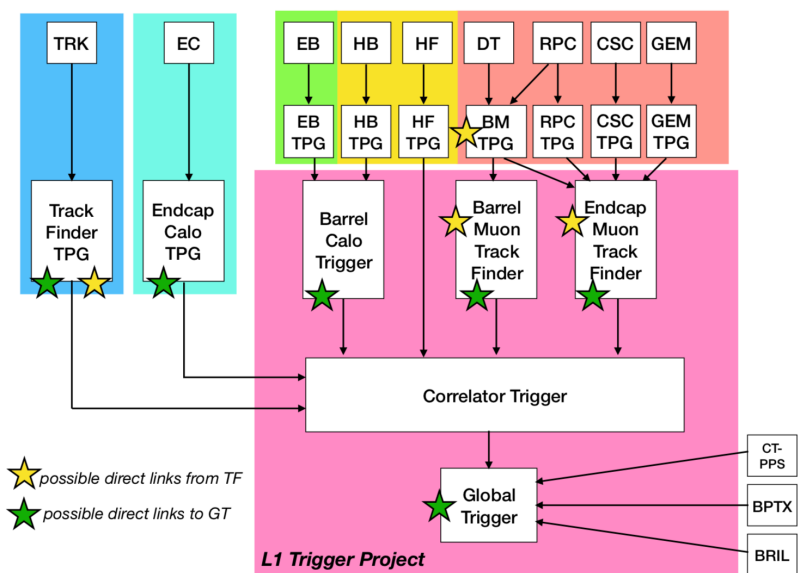 TRK
EC
EB
HB
HF
DT
RPC
CSC
GEM
EB
TPG
HB
TPG
HF
TPG
BM
TPG
RPC
TPG
CSC
TPG
GEM
TPG
Track
Finder
TPG
Endcap
Calo
TPG
Barrel
Calo
Trigger
Barrel
Muon
Track
Finder
Endcap
Muon
Track
Finder
Correlator Trigger
possible direct links from TF
possible direct links to GT
Global
Trigger
CT-
PPS
BPTX
BRIL
L1 Trigger Project